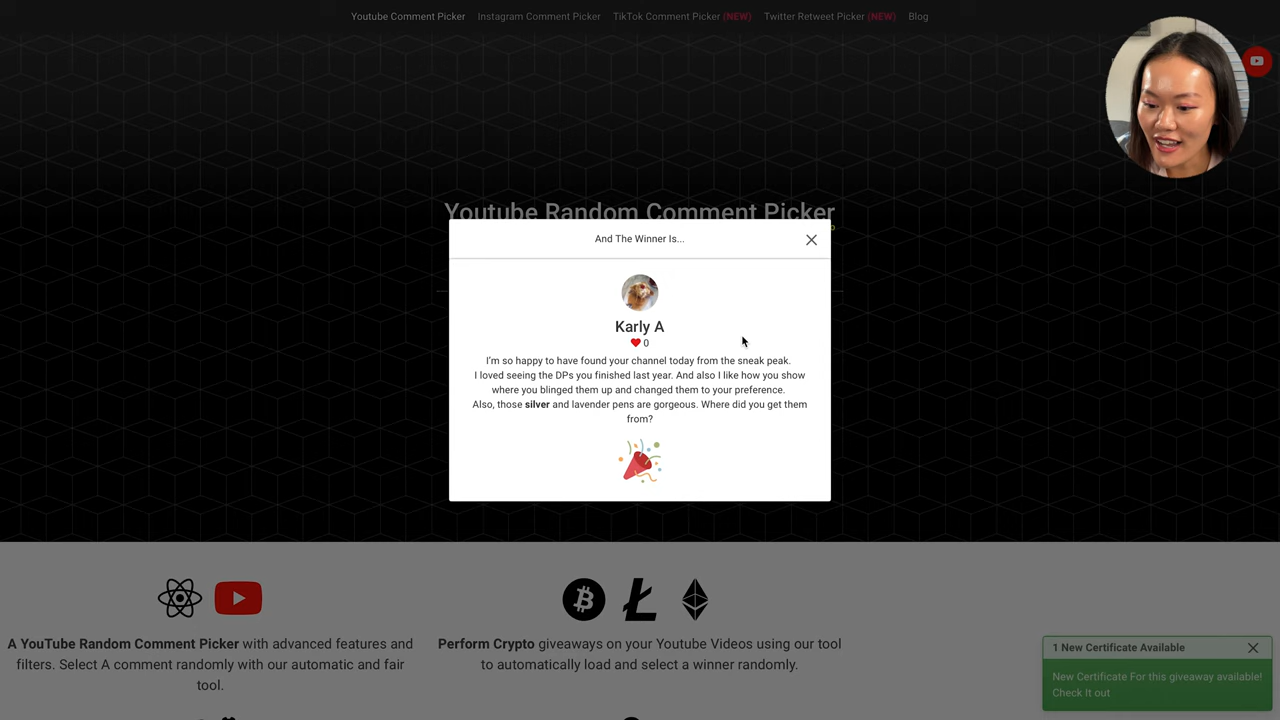 Youtube Comment Picker Instagram Comment Picker TikTok Comment Picker (NEW) Twitter Retweet Picker (NEW) Blog
Youtube Random Comment Picker
And The Winner Is...
Karly A
0
I'm so happy to have found your channel today from the sneak peak.
I loved seeing the DPs you finished last year. And also I like how you show
where you blinged them up and changed them to your preference.
Also, those silver and lavender pens are gorgeous. Where did you get them
from?
A YouTube Random Comment Picker with advanced features and
filters. Select A comment randomly with our automatic and fair
tool.
Perform Crypto giveaways on your Youtube Videos using our tool
to automatically load and select a winner randomly.
1 New Certificate Available
New Certificate For this giveaway available!
Check It out